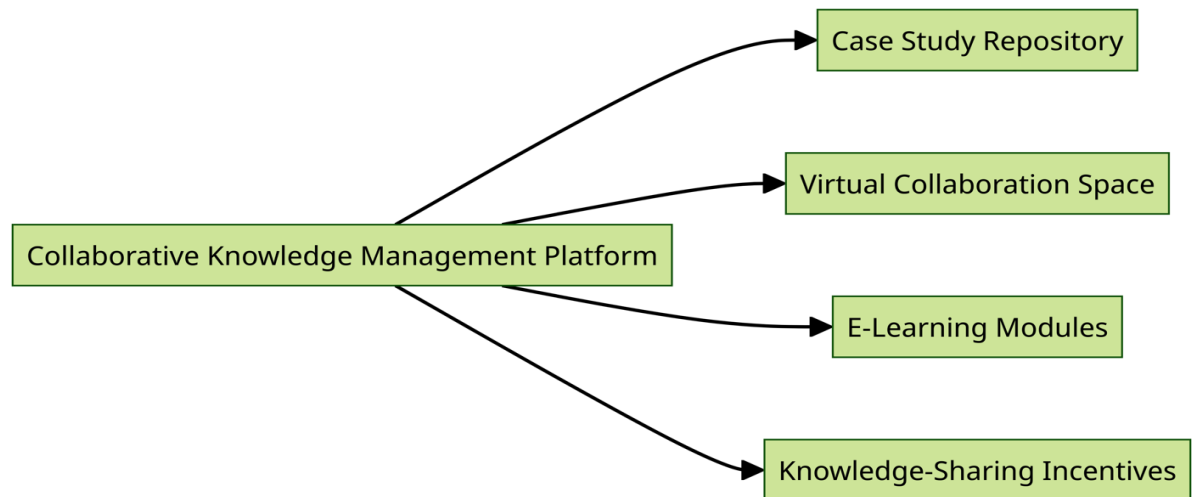 Case Study Repository
Virtual Collaboration Space
Collaborative Knowledge Management Platform
E-Learning Modules
Knowledge-Sharing Incentives